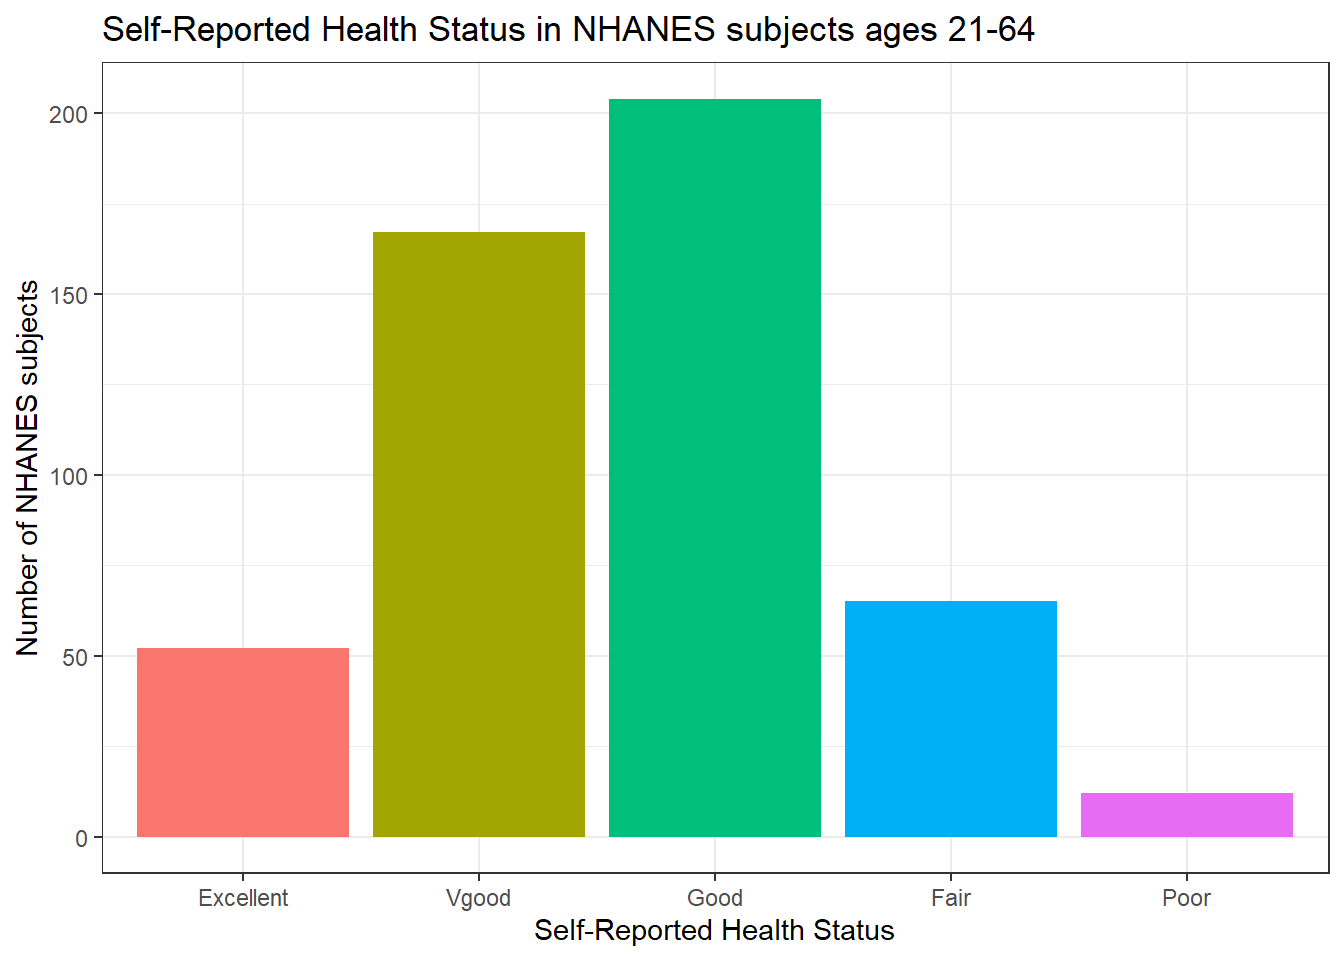 Self-Reported Health Status in NHANES subjects ages 21-64
Number of NHANES subjects
200
150
100
50
0
Excellent Vgood Good Fair Poor
Self-Reported Health Status